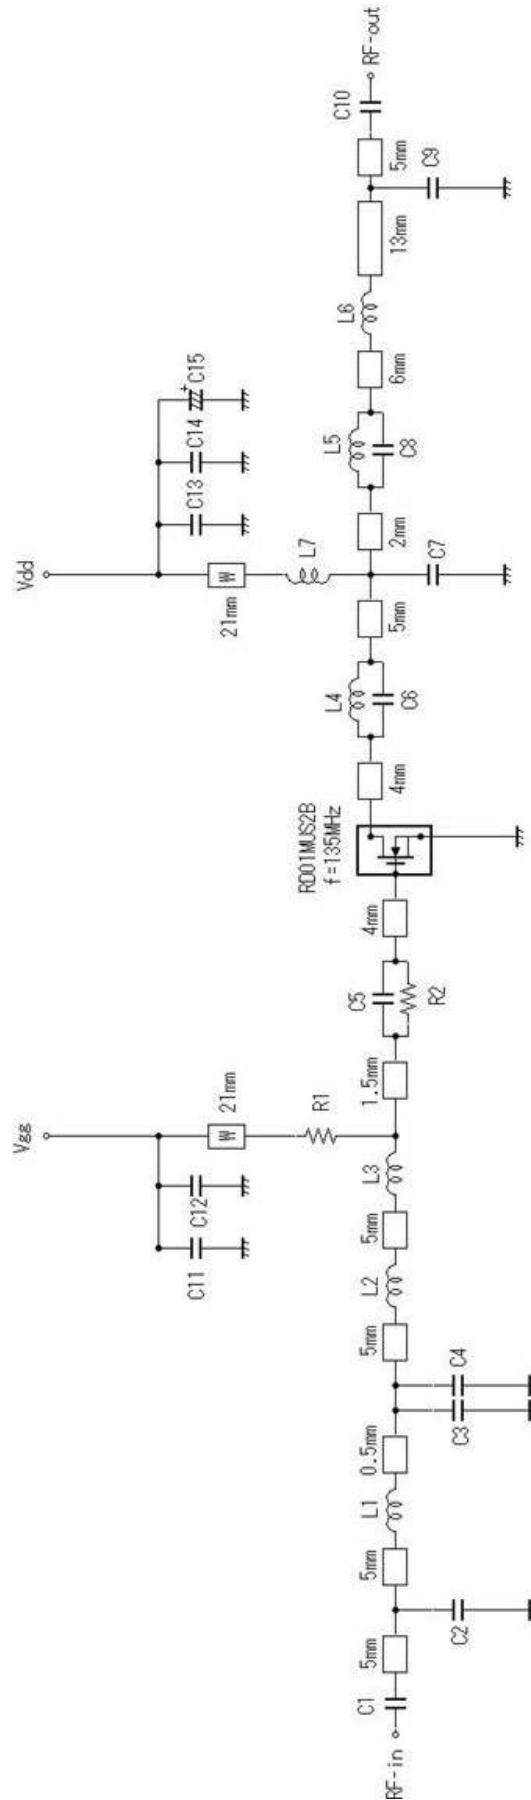 Vgg
Vdd
C11
C12
21mm
W
R1
C13
C14
+
C15
21mm
W
L7
RD01MUS2B
f=135MHz
RF-in
C1
5mm
C2
5mm
L1
0.5mm
C3
C4
5mm
L2
5mm
L3
1.5mm
C5
R2
4mm
4mm
L4
C6
5mm
C7
2mm
L5
C8
6mm
L6
13mm
C9
5mm
C10
RF-out